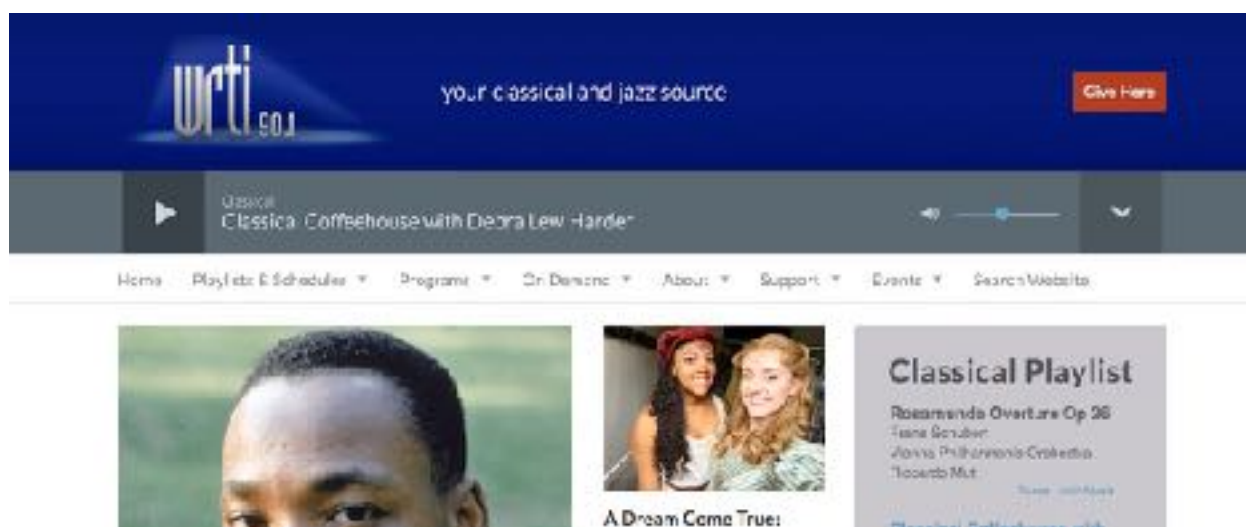 wrti 90.1
your classical and jazz source
Give Here
Classical
Classical Coffeehouse with Debra Lew Harder
Home Playlists & Schedules Programs On Demand About Support Events Search Website
Classical Playlist
Rosamunde Overture Op 26
Franz Schubert
Vienna Philharmonic Orchestra
Riccardo Muti
A Dream Come True: